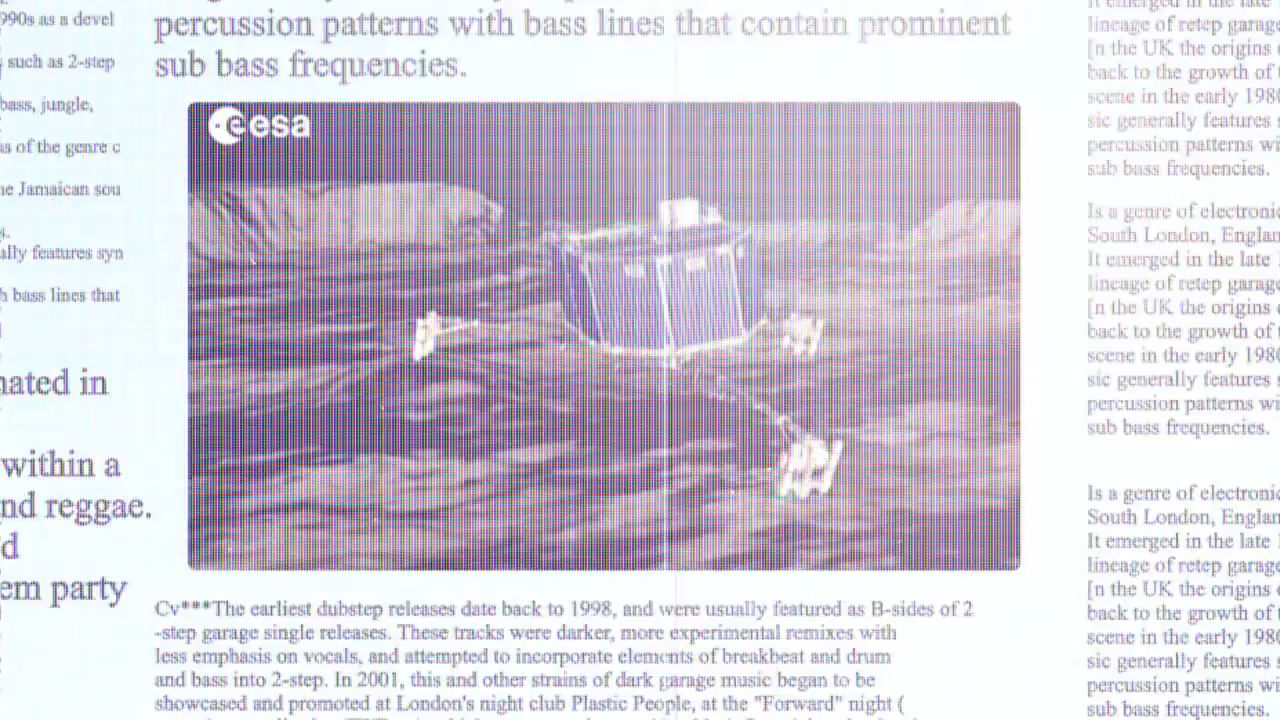 990s as a devel
such as 2-step
bass, jungle,
as of the genre c
he Jamaican sou
ally features syn
h bass lines that
nated in
within a
nd reggae.
d
em party
percussion patterns with bass lines that contain prominent
sub bass frequencies.
esa
Cv***The earliest dubstep releases date back to 1998, and were usually featured as B-sides of 2
-step garage single releases. These tracks were darker, more experimental remixes with
less emphasis on vocals, and attempted to incorporate elements of breakbeat and drum
and bass into 2-step. In 2001, this and other strains of dark garage music began to be
showcased and promoted at London's night club Plastic People, at the "Forward" night (
It emerged in the late
lineage of retep garage
[n the UK the origins
back to the growth of
scene in the early 1980
sic generally features
percussion patterns wi
sub bass frequencies.
Is a genre of electroni
South London, Englan
It emerged in the late 1
lineage of retep garage
[n the UK the origins
back to the growth of
scene in the early 1980
sic generally features s
percussion patterns wi
sub bass frequencies.
Is a genre of electroni
South London, Englan
It emerged in the late 1
lineage of retep garage
[n the UK the origins
back to the growth of
scene in the early 1980
sic generally features s
percussion patterns wi
sub bass frequencies.